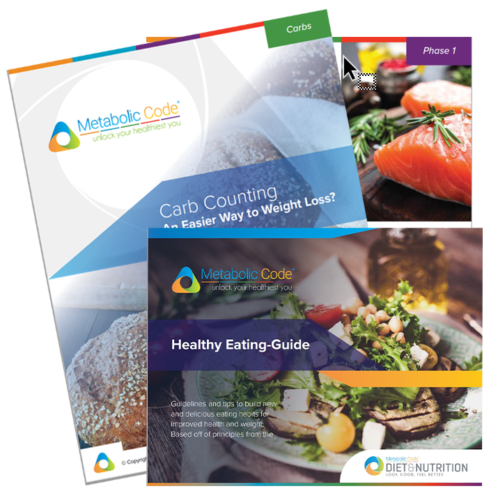 Carbs
Phase 1
Metabolic Code®
unlock your healthiest you
Carb Counting
An Easier Way to Weight Loss?
Metabolic Code®
unlock your healthiest you
Healthy Eating-Guide
Guidelines and tips to build new
and delicious eating habits for
improved health and weight.
Based off of principles from the
© Copyright
Metabolic Code
DIET&NUTRITION
LOOK. GOOD. FEEL BETTER.